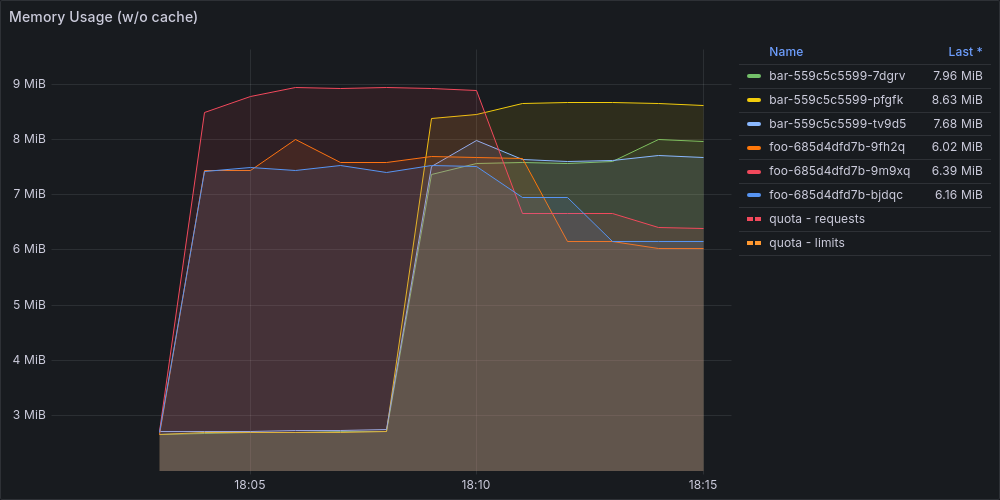 Memory Usage (w/o cache)
9 MiB
8 MiB
7 MiB
6 MiB
5 MiB
4 MiB
3 MiB
18:05 18:10 18:15
Name Last *
bar-559c5c5599-7dgrv 7.96 MiB
bar-559c5c5599-pfgfk 8.63 MiB
bar-559c5c5599-tv9d5 7.68 MiB
foo-685d4dfd7b-9fh2q 6.02 MiB
foo-685d4dfd7b-9m9xq 6.39 MiB
foo-685d4dfd7b-bjdqc 6.16 MiB
quota - requests
quota - limits